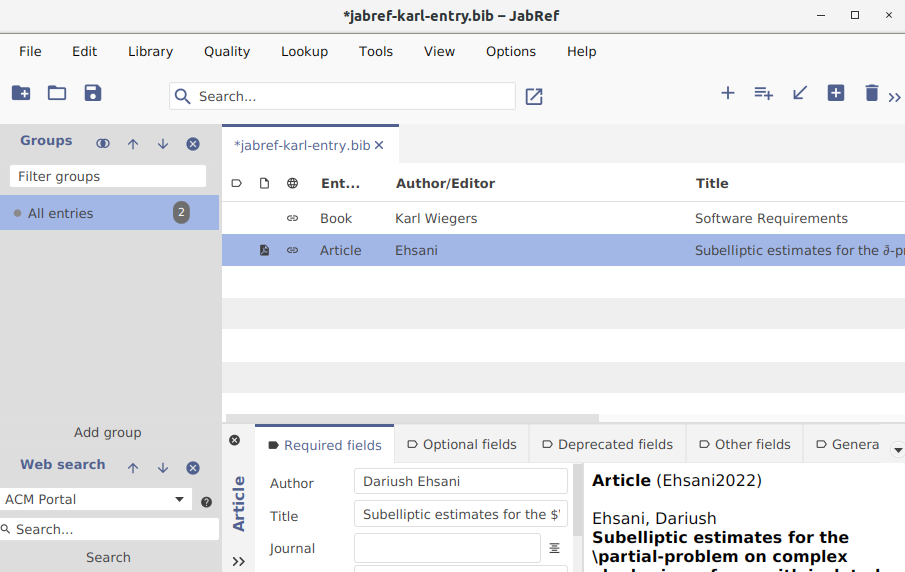 *jabref-karl-entry.bib – JabRef
File Edit Library Quality Lookup Tools View Options Help
Search...
Groups
Filter groups
All entries 2
Add group
Web search
ACM Portal
Search...
Search
*jabref-karl-entry.bib
Ent... Author/Editor Title
Book Karl Wiegers Software Requirements
Article Ehsani Subelliptic estimates for the ∂̄-pr
Required fields Optional fields Deprecated fields Other fields Genera
Article
Author Dariush Ehsani
Title Subelliptic estimates for the $
Journal
Article (Ehsani2022)
Ehsani, Dariush
Subelliptic estimates for the
\partial-problem on complex